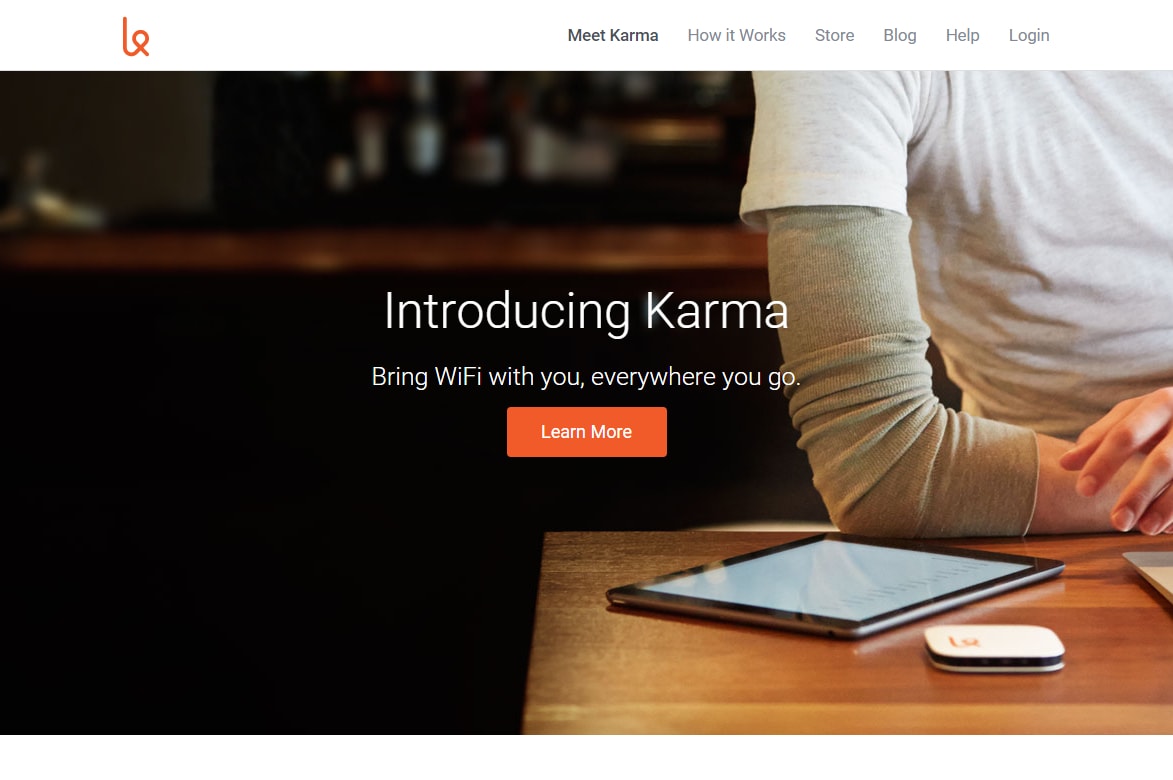 Meet Karma How it Works Store Blog Help Login
Introducing Karma
Bring WiFi with you, everywhere you go.
Learn More